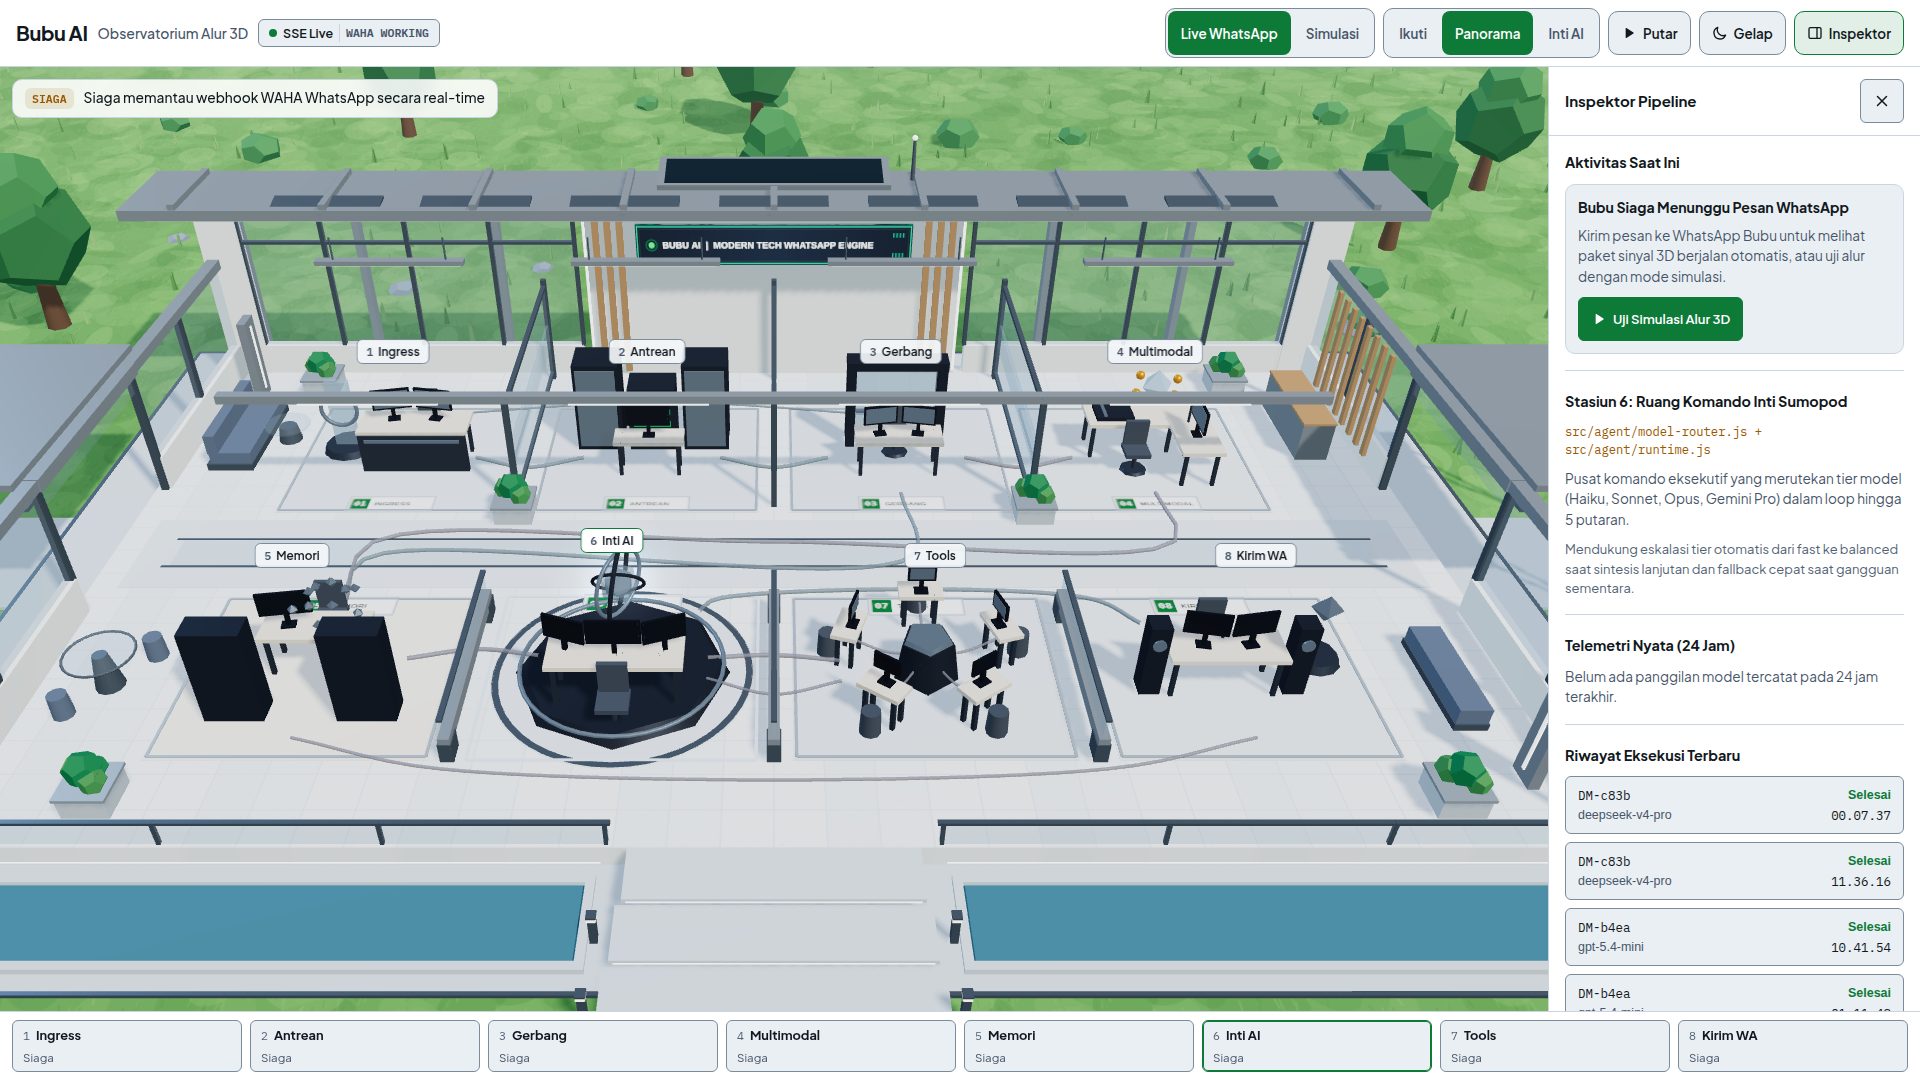 Bubu AI Observatorium Alur 3D SSE Live WAHA WORKING
Live WhatsApp Simulasi Ikuti Panorama Inti AI Putar Gelap Inspektor
SIAGA Siaga memantau webhook WAHA WhatsApp secara real-time
BUBU AI | MODERN TECH WHATSAPP ENGINE
1 Ingress
2 Antrean
3 Gerbang
4 Multimodal
01 INGRESS
02 ANTREAN
03 GERBANG
04 MULTIMODAL
5 Memori
6 Inti AI
7 Tools
8 Kirim WA
07
08
Inspektor Pipeline
Aktivitas Saat Ini
Bubu Siaga Menunggu Pesan WhatsApp
Kirim pesan ke WhatsApp Bubu untuk melihat
paket sinyal 3D berjalan otomatis, atau uji alur
dengan mode simulasi.
Uji Simulasi Alur 3D
Stasiun 6: Ruang Komando Inti Sumopod
src/agent/model-router.js +
src/agent/runtime.js
Pusat komando eksekutif yang merutekan tier model
(Haiku, Sonnet, Opus, Gemini Pro) dalam loop hingga
5 putaran.
Mendukung eskalasi tier otomatis dari fast ke balanced
saat sintesis lanjutan dan fallback cepat saat gangguan
sementara.
Telemetri Nyata (24 Jam)
Belum ada panggilan model tercatat pada 24 jam
terakhir.
Riwayat Eksekusi Terbaru
DM-c83b Selesai
deepseek-v4-pro 00.07.37
DM-c83b Selesai
deepseek-v4-pro 11.36.16
DM-b4ea Selesai
gpt-5.4-mini 10.41.54
DM-b4ea Selesai
1 Ingress
Siaga
2 Antrean
Siaga
3 Gerbang
Siaga
4 Multimodal
Siaga
5 Memori
Siaga
6 Inti AI
Siaga
7 Tools
Siaga
8 Kirim WA
Siaga